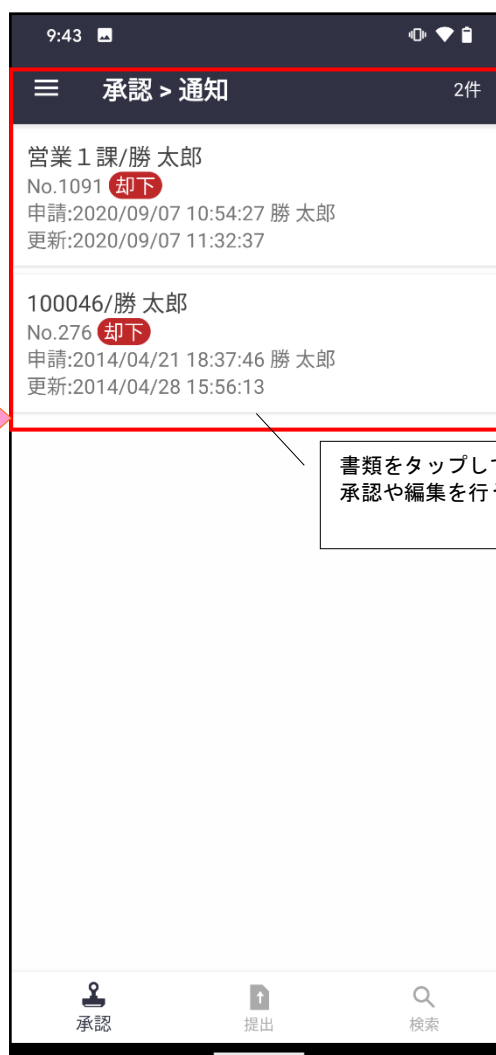 9:43
承認 > 通知
2件
営業１課/勝 太郎
No.1091 却下
申請:2020/09/07 10:54:27 勝 太郎
更新:2020/09/07 11:32:37
100046/勝 太郎
No.276 却下
申請:2014/04/21 18:37:46 勝 太郎
更新:2014/04/28 15:56:13
書類をタップし
承認や編集を行
承認
提出
検索